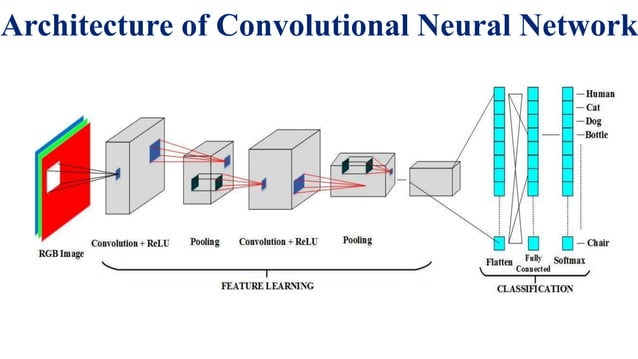 Architecture of Convolutional Neural Network
Human
Cat
Dog
Bottle
Chair
RGB Image
Convolution + ReLU
Pooling
Convolution + ReLU
Pooling
Flatten
Fully
Connected
Softmax
FEATURE LEARNING
CLASSIFICATION